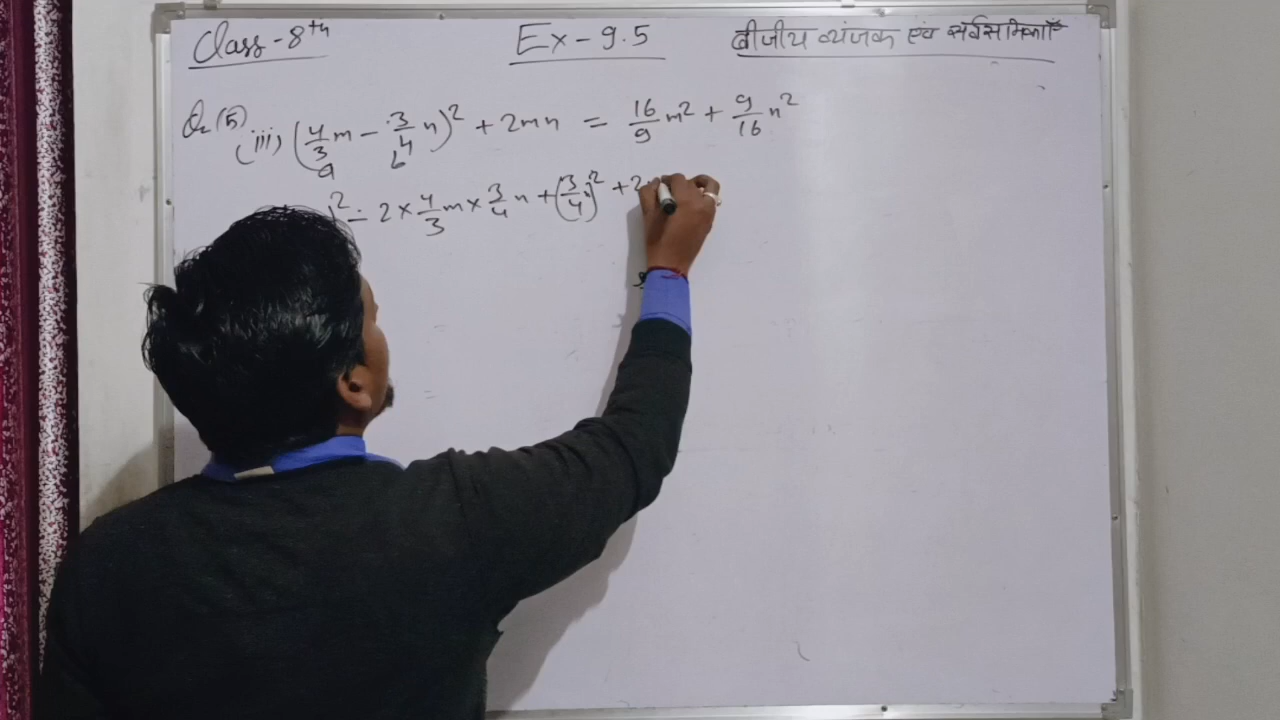 Class-8th
Ex-9.5
बीजीय व्यंजक एवं सर्वसमिकाएँ
Q(5) (iii) (4/3 m - 3/4 n)² + 2mn = 16/9 m² + 9/16 n²
a b
² - 2 × 4/3 m × 3/4 n + (3/4 n)² + 2